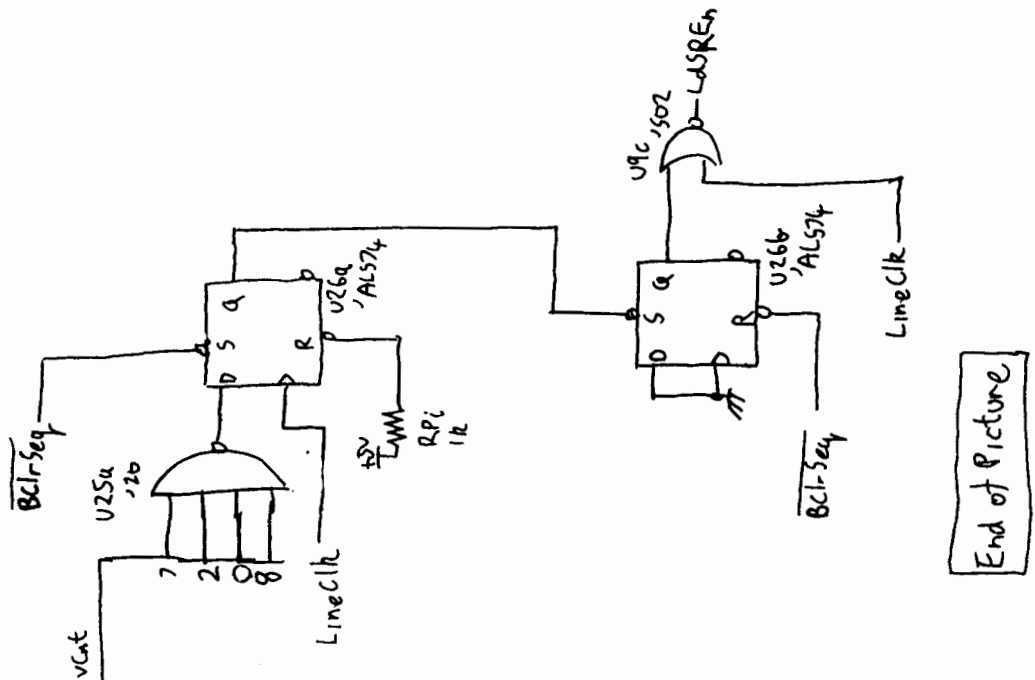 vCnt
7
2
0
8
U25a
,20
LineClk
BClrSeq
D
S
Q
R
U26a
,ALS74
+5v
RPi
1k
D
S
Q
R
U26b
,ALS74
BClrSeq
U9c ,S02
LdSREn
LineClk
End of Picture